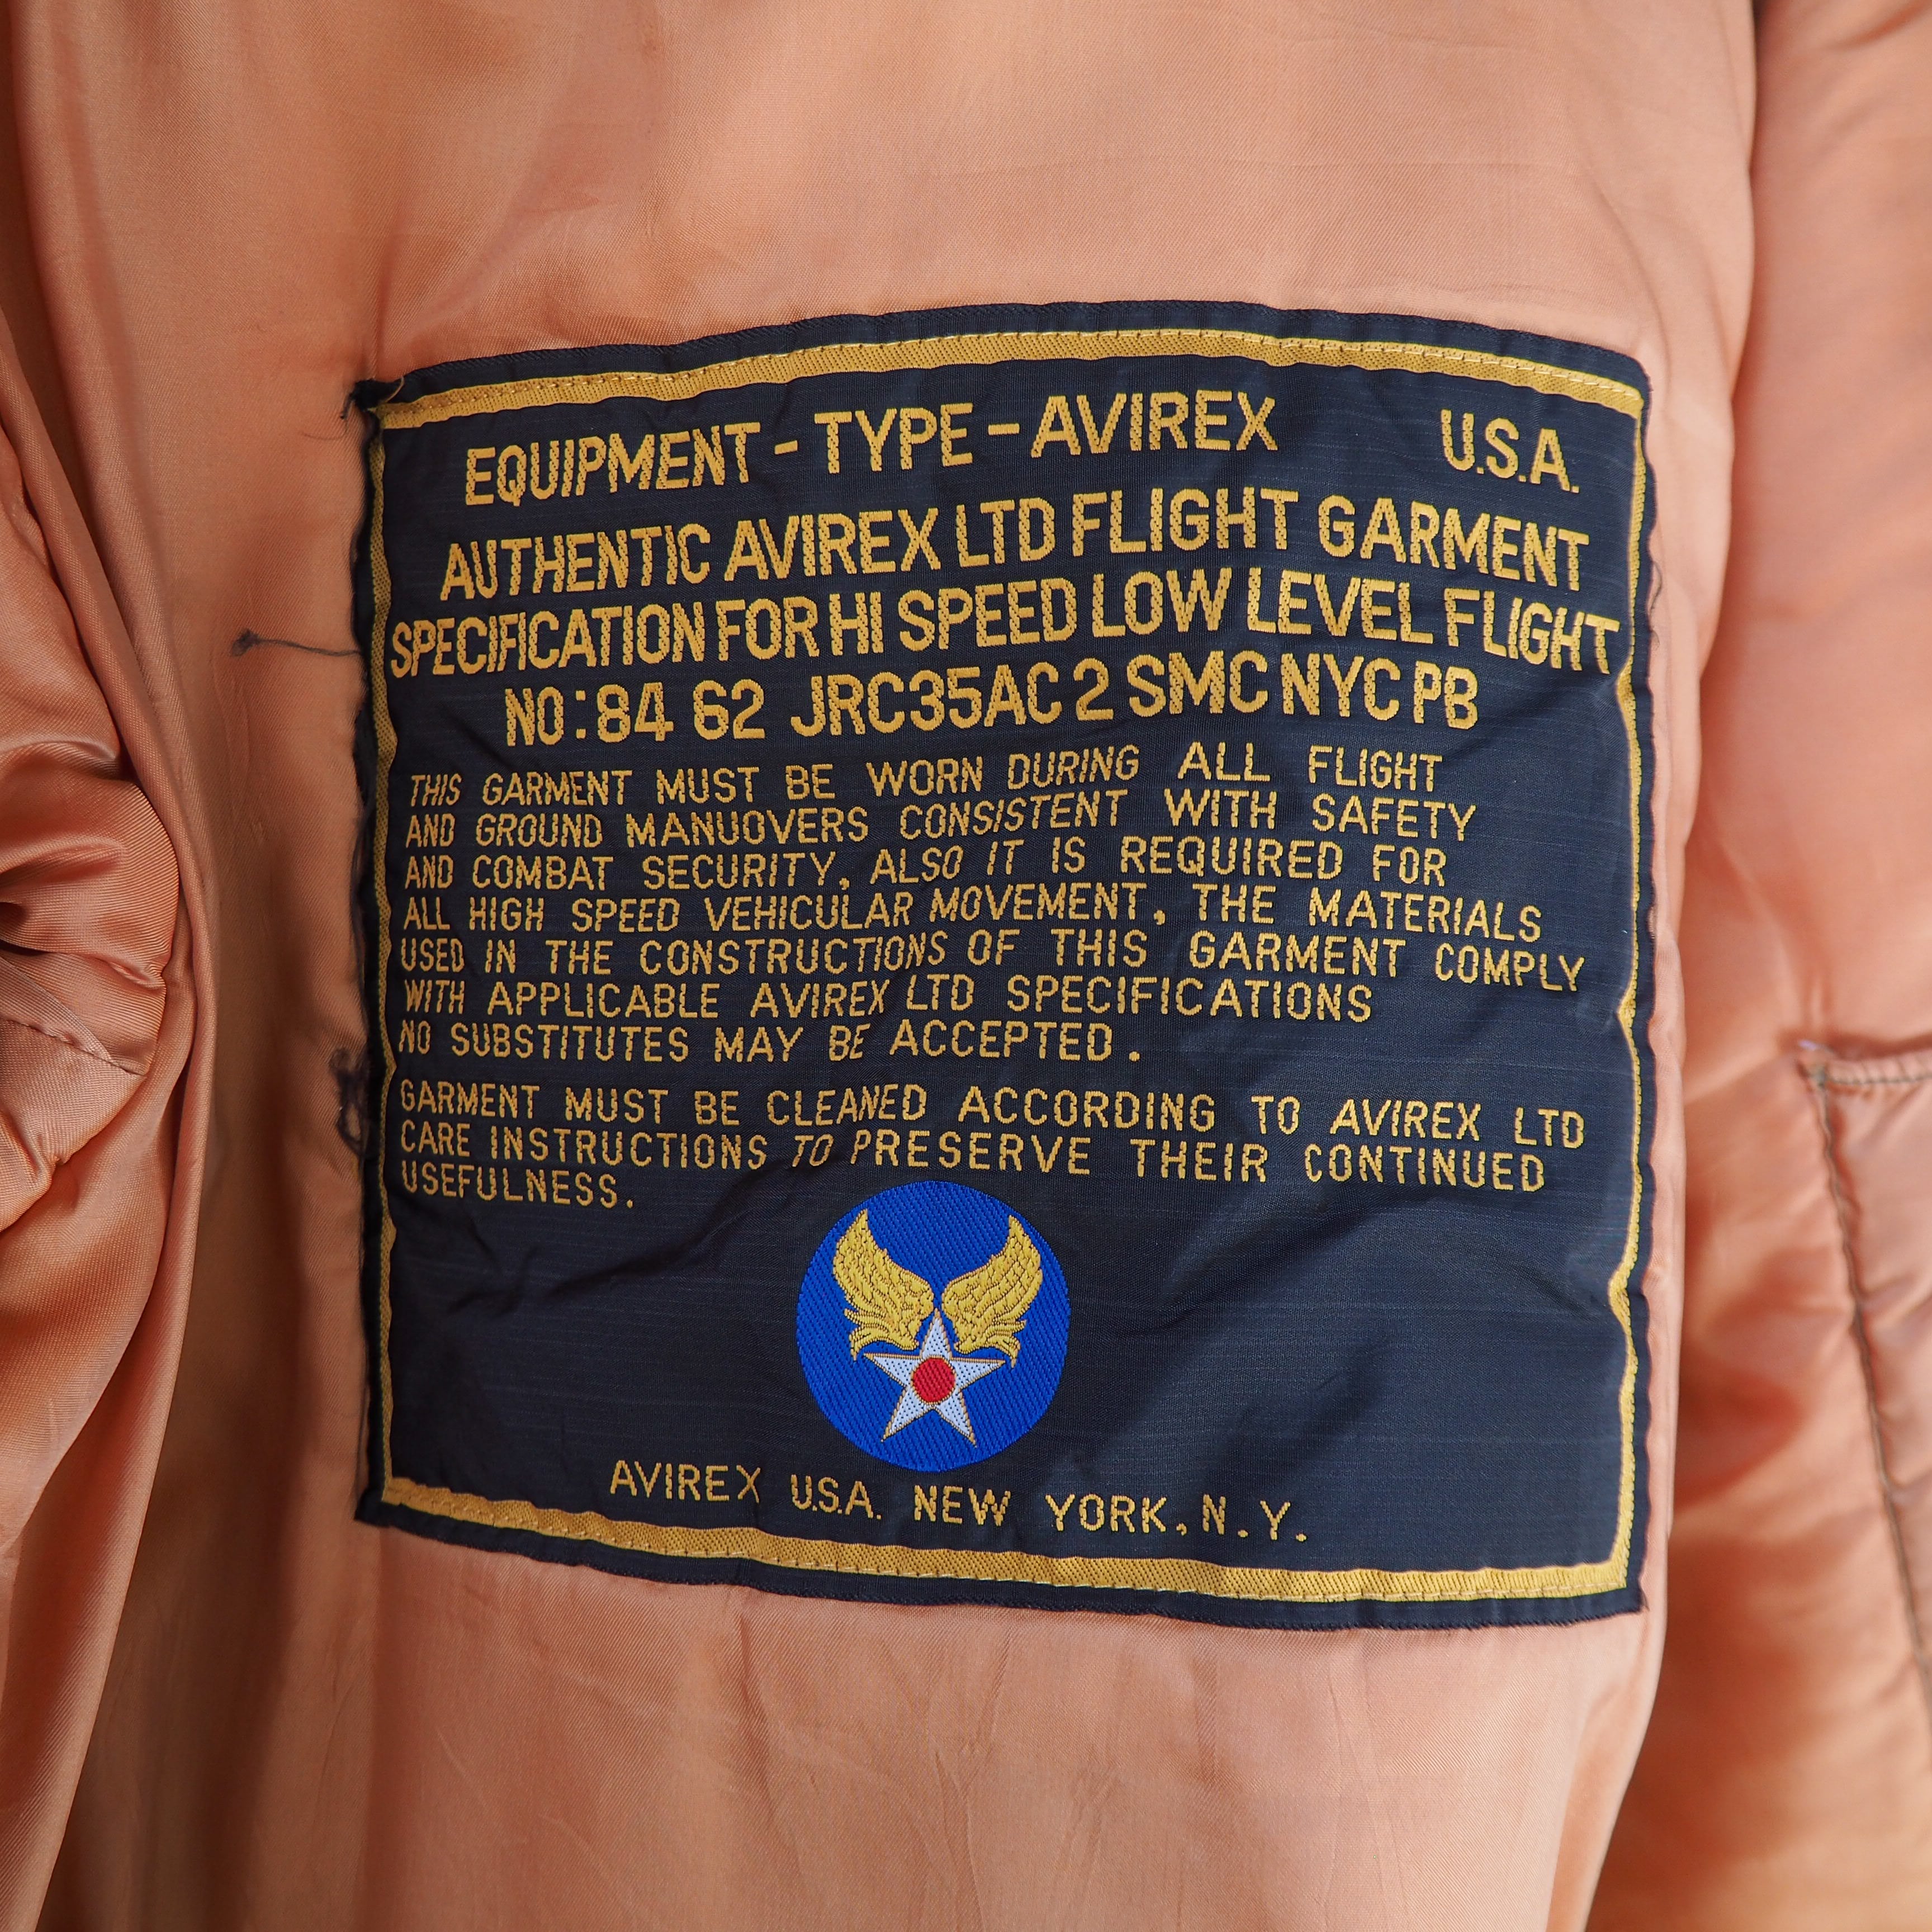 EQUIPMENT - TYPE - AVIREX U.S.A.
AUTHENTIC AVIREX LTD FLIGHT GARMENT
SPECIFICATION FOR HI SPEED LOW LEVEL FLIGHT
NO:84 62 JRC35AC 2 SMC NYC PB
THIS GARMENT MUST BE WORN DURING ALL FLIGHT
AND GROUND MANUOVERS CONSISTENT WITH SAFETY
AND COMBAT SECURITY, ALSO IT IS REQUIRED FOR
ALL HIGH SPEED VEHICULAR MOVEMENT, THE MATERIALS
USED IN THE CONSTRUCTIONS OF THIS GARMENT COMPLY
WITH APPLICABLE AVIREX LTD SPECIFICATIONS
NO SUBSTITUTES MAY BE ACCEPTED.
GARMENT MUST BE CLEANED ACCORDING TO AVIREX LTD
CARE INSTRUCTIONS TO PRESERVE THEIR CONTINUED
USEFULNESS.
AVIREX U.S.A. NEW YORK, N.Y.